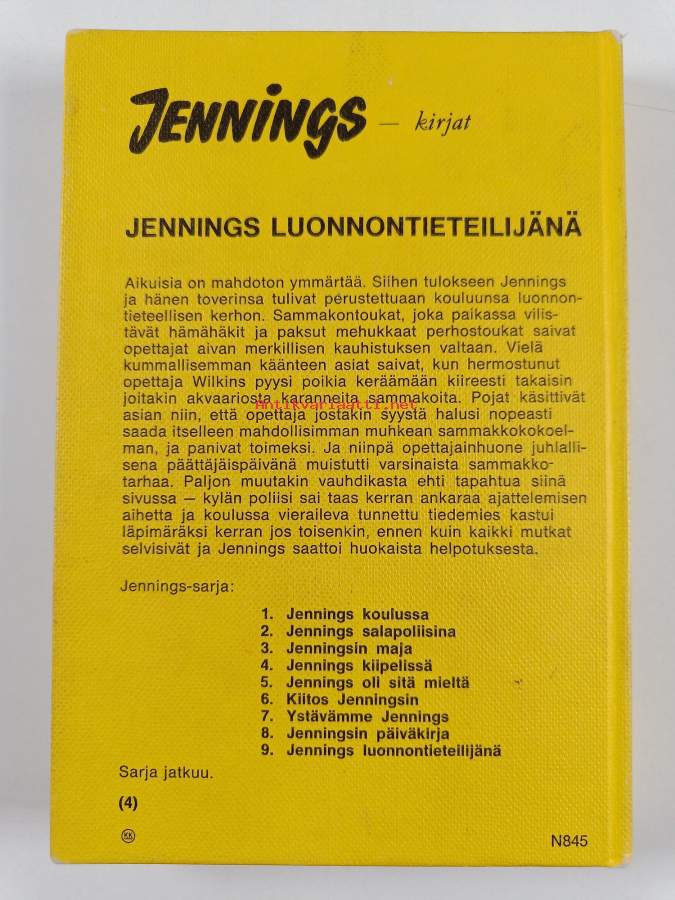 JENNINGS — kirjat
JENNINGS LUONNONTIETEILIJÄNÄ
Aikuisia on mahdoton ymmärtää. Siihen tulokseen Jennings
ja hänen toverinsa tulivat perustettuaan kouluunsa luonnon-
tieteellisen kerhon. Sammakontoukat, joka paikassa vilis-
tävät hämähäkit ja paksut mehukkaat perhostoukat saivat
opettajat aivan merkillisen kauhistuksen valtaan. Vielä
kummallisemman käänteen asiat saivat, kun hermostunut
opettaja Wilkins pyysi poikia keräämään kiireesti takaisin
joitakin akvaariosta karanneita sammakoita. Pojat käsittivät
Antikvariaatti.net
asian niin, että opettaja jostakin syystä halusi nopeasti
saada itselleen mahdollisimman muhkean sammakkokokoel-
man, ja panivat toimeksi. Ja niinpä opettajainhuone juhlalli-
sena päättäjäispäivänä muistutti varsinaista sammakko-
tarhaa. Paljon muutakin vauhdikasta ehti tapahtua siinä
sivussa — kylän poliisi sai taas kerran ankaraa ajattelemisen
aihetta ja koulussa vieraileva tunnettu tiedemies kastui
läpimäräksi kerran jos toisenkin, ennen kuin kaikki mutkat
selvisivät ja Jennings saattoi huokaista helpotuksesta.
Jennings-sarja:
1. Jennings koulussa
2. Jennings salapoliisina
3. Jenningsin maja
4. Jennings kiipelissä
5. Jennings oli sitä mieltä
6. Kiitos Jenningsin
7. Ystävämme Jennings
8. Jenningsin päiväkirja
9. Jennings luonnontieteilijänä
Sarja jatkuu.
(4)
KK
N845